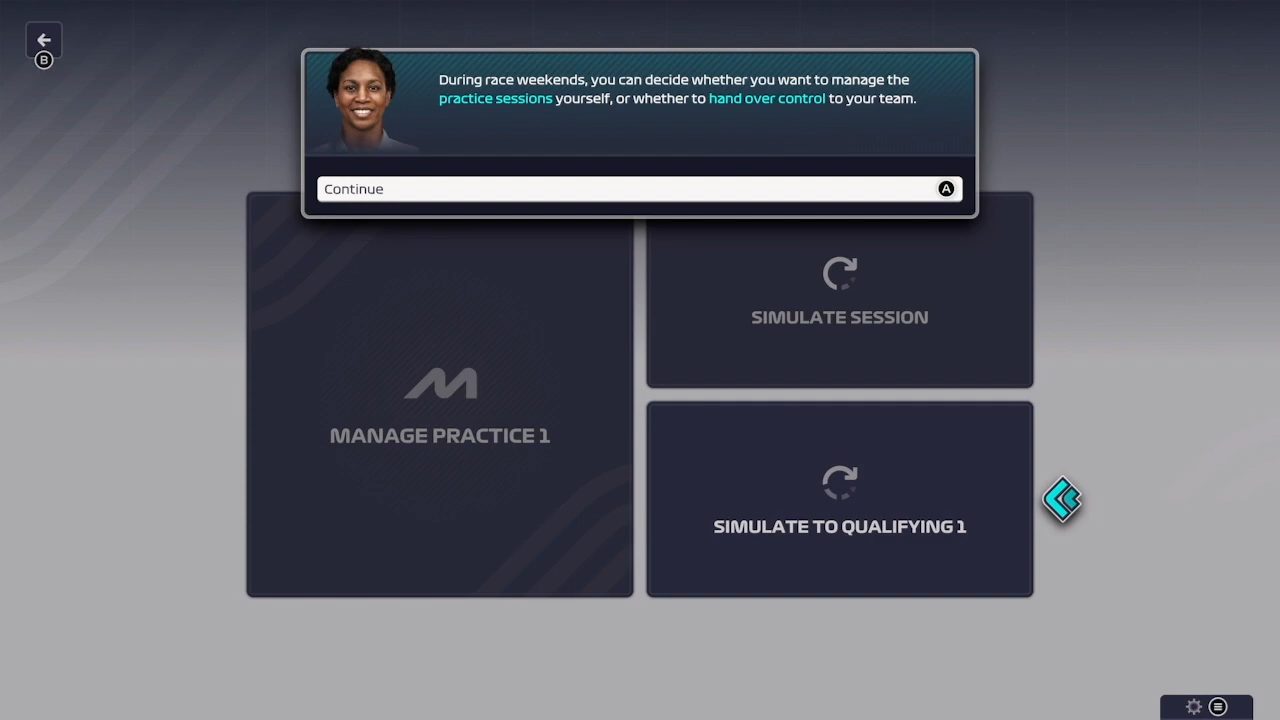 B
During race weekends, you can decide whether you want to manage the
practice sessions yourself, or whether to hand over control to your team.
Continue A
SIMULATE SESSION
MANAGE PRACTICE 1
SIMULATE TO QUALIFYING 1